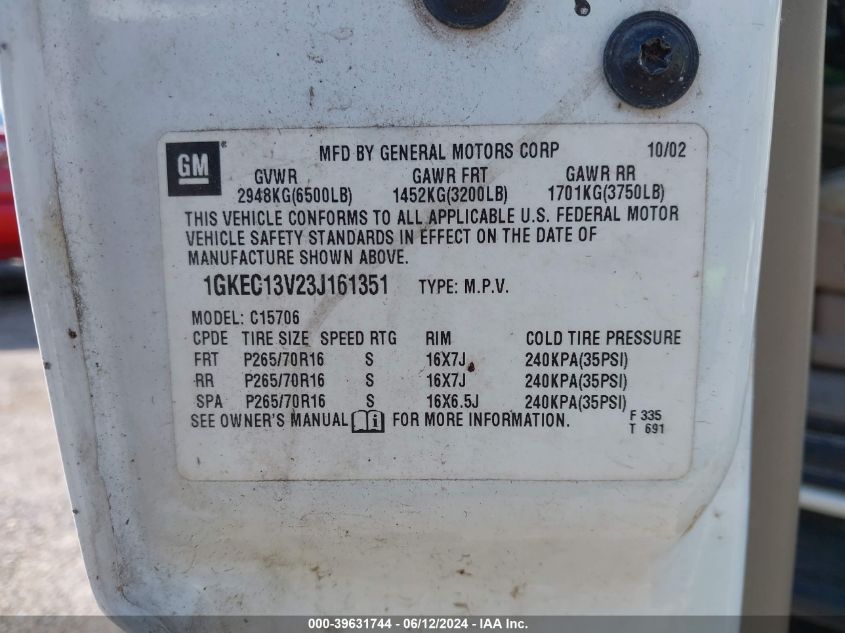 GM
MFD BY GENERAL MOTORS CORP 10/02
GVWR GAWR FRT GAWR RR
2948KG(6500LB) 1452KG(3200LB) 1701KG(3750LB)
THIS VEHICLE CONFORMS TO ALL APPLICABLE U.S. FEDERAL MOTOR
VEHICLE SAFETY STANDARDS IN EFFECT ON THE DATE OF
MANUFACTURE SHOWN ABOVE.
1GKEC13V23J161351 TYPE: M.P.V.
MODEL: C15706
CPDE TIRE SIZE SPEED RTG RIM COLD TIRE PRESSURE
FRT P265/70R16 S 16X7J 240KPA(35PSI)
RR P265/70R16 S 16X7J 240KPA(35PSI)
SPA P265/70R16 S 16X6.5J 240KPA(35PSI)
SEE OWNER'S MANUAL i FOR MORE INFORMATION.
F 335
T 691
000-39631744 - 06/12/2024 - IAA Inc.